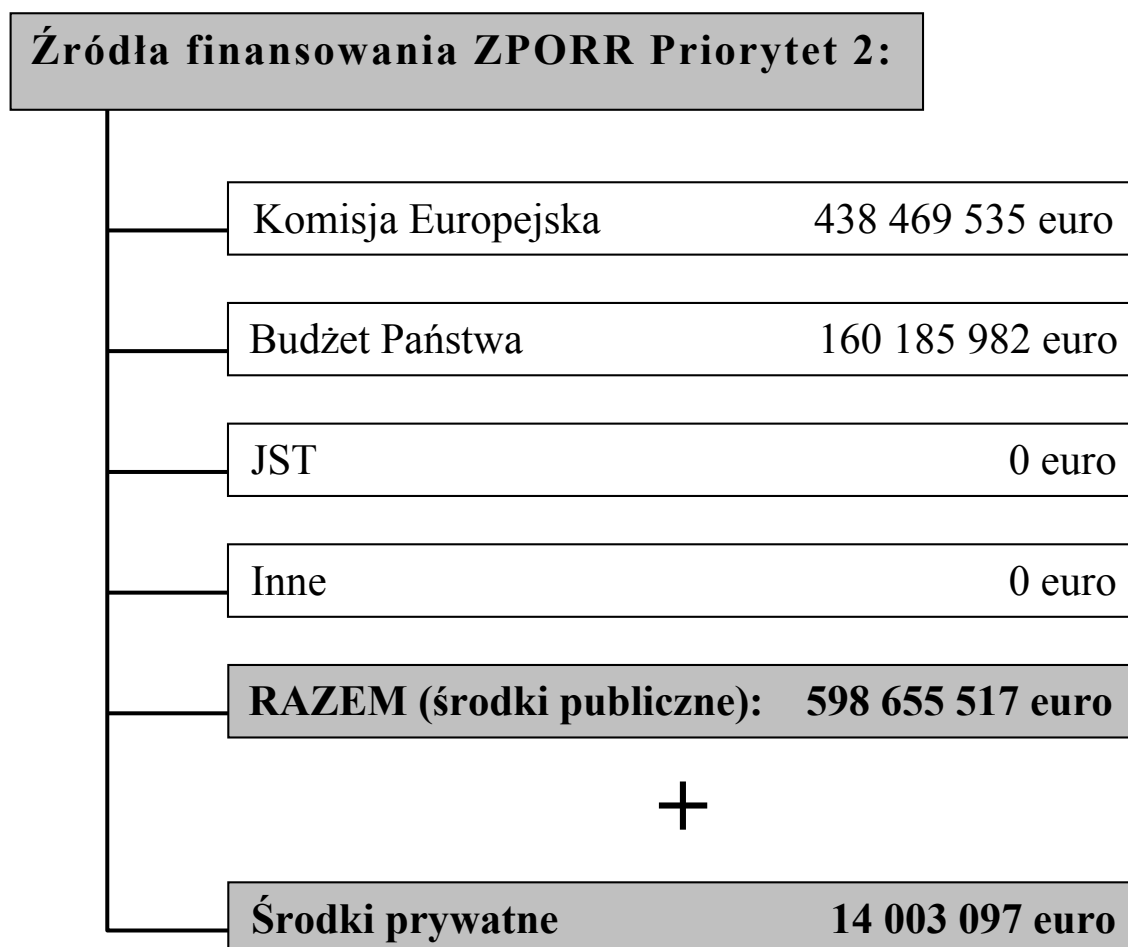 Źródła finansowania ZPORR Priorytet 2:
Komisja Europejska 438 469 535 euro
Budżet Państwa 160 185 982 euro
JST 0 euro
Inne 0 euro
RAZEM (środki publiczne): 598 655 517 euro
+
Środki prywatne 14 003 097 euro